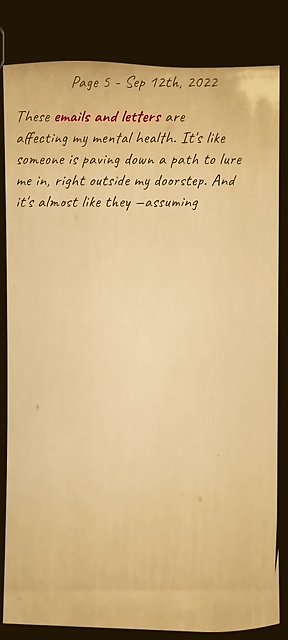 Page 5 - Sep 12th, 2022
These emails and letters are
affecting my mental health. It's like
someone is paving down a path to lure
me in, right outside my doorstep. And
it's almost like they —assuming